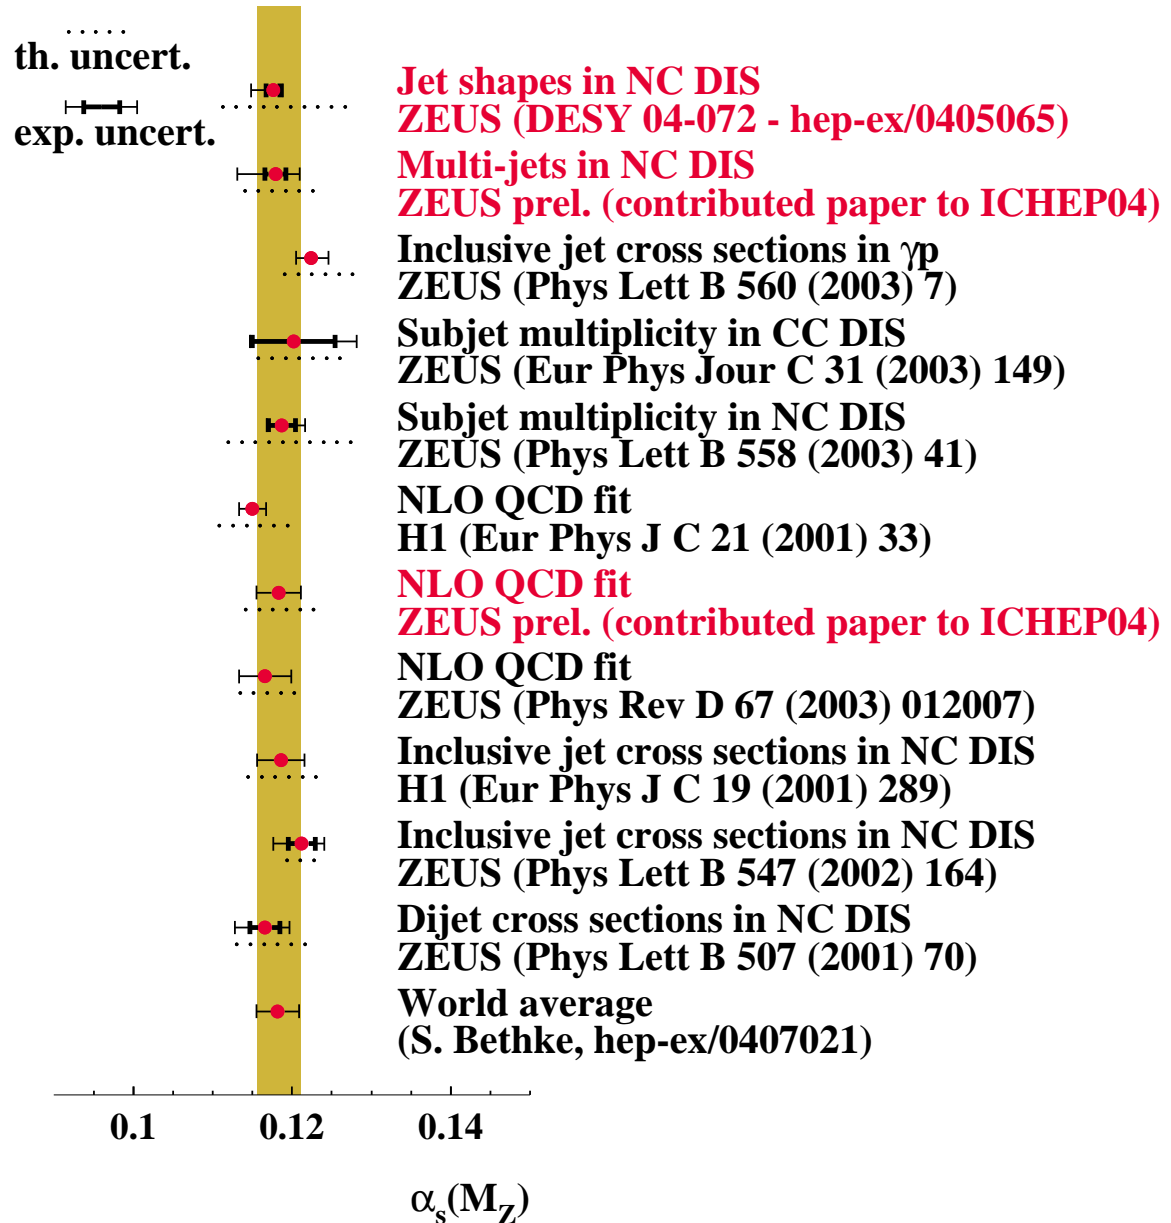 th. uncert.
exp. uncert.
Jet shapes in NC DIS
ZEUS (DESY 04-072 - hep-ex/0405065)
Multi-jets in NC DIS
ZEUS prel. (contributed paper to ICHEP04)
Inclusive jet cross sections in γp
ZEUS (Phys Lett B 560 (2003) 7)
Subjet multiplicity in CC DIS
ZEUS (Eur Phys Jour C 31 (2003) 149)
Subjet multiplicity in NC DIS
ZEUS (Phys Lett B 558 (2003) 41)
NLO QCD fit
H1 (Eur Phys J C 21 (2001) 33)
NLO QCD fit
ZEUS prel. (contributed paper to ICHEP04)
NLO QCD fit
ZEUS (Phys Rev D 67 (2003) 012007)
Inclusive jet cross sections in NC DIS
H1 (Eur Phys J C 19 (2001) 289)
Inclusive jet cross sections in NC DIS
ZEUS (Phys Lett B 547 (2002) 164)
Dijet cross sections in NC DIS
ZEUS (Phys Lett B 507 (2001) 70)
World average
(S. Bethke, hep-ex/0407021)
0.1 0.12 0.14
α_s(M_Z)